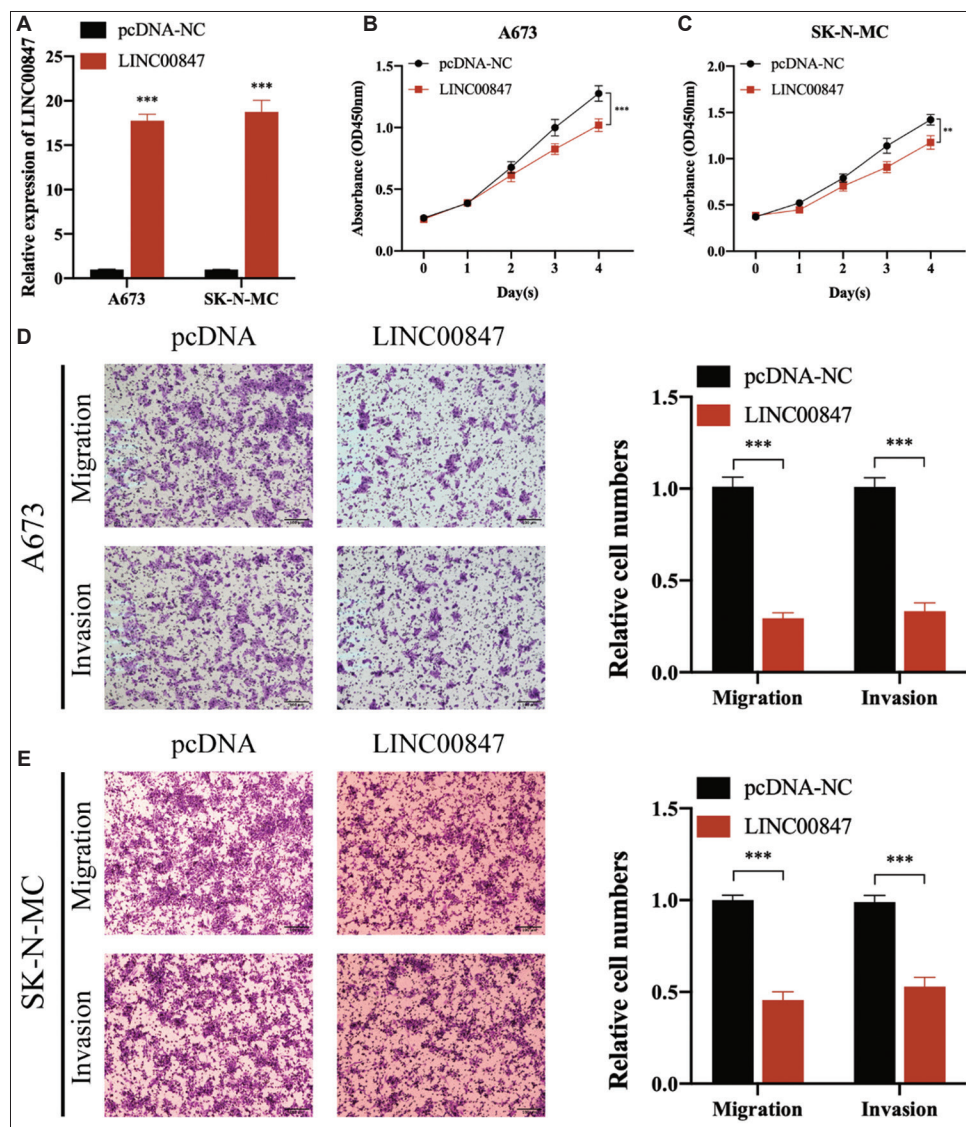 A
pcDNA-NC
LINC00847
Relative expression of LINC00847
25
20
15
10
5
0
***
***
A673
SK-N-MC
B
A673
pcDNA-NC
LINC00847
Absorbance (OD450nm)
1.5
1.0
0.5
0.0
***
0 1 2 3 4
Day(s)
C
SK-N-MC
pcDNA-NC
LINC00847
Absorbance (OD450nm)
2.0
1.5
1.0
0.5
0.0
**
0 1 2 3 4
Day(s)
D
pcDNA
LINC00847
A673
Migration
Invasion
pcDNA-NC
LINC00847
Relative cell numbers
1.5
1.0
0.5
0.0
***
***
Migration
Invasion
E
pcDNA
LINC00847
SK-N-MC
Migration
Invasion
pcDNA-NC
LINC00847
Relative cell numbers
1.5
1.0
0.5
0.0
***
***
Migration
Invasion